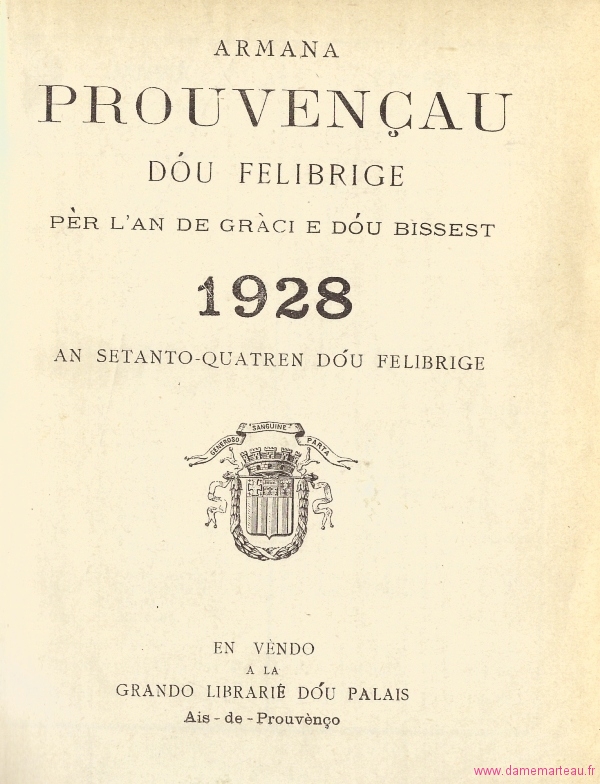 ARMANA
PROUVENÇAU
DÓU FELIBRIGE
PÈR L'AN DE GRÀCI E DÓU BISSEST
1928
AN SETANTO-QUATREN DÓU FELIBRIGE
GENEROSO SANGUINE PARTA
EN VÈNDO
A LA
GRANDO LIBRARIÉ DÓU PALAIS
Ais - de - Prouvènço
www.damemarteau.fr